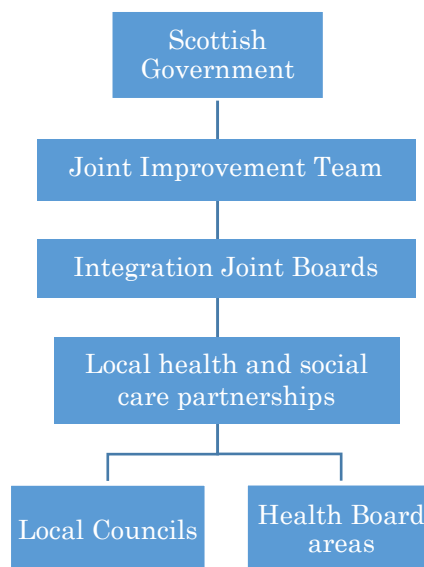 Scottish
Government
Joint Improvement Team
Integration Joint Boards
Local health and social
care partnerships
Local Councils
Health Board
areas